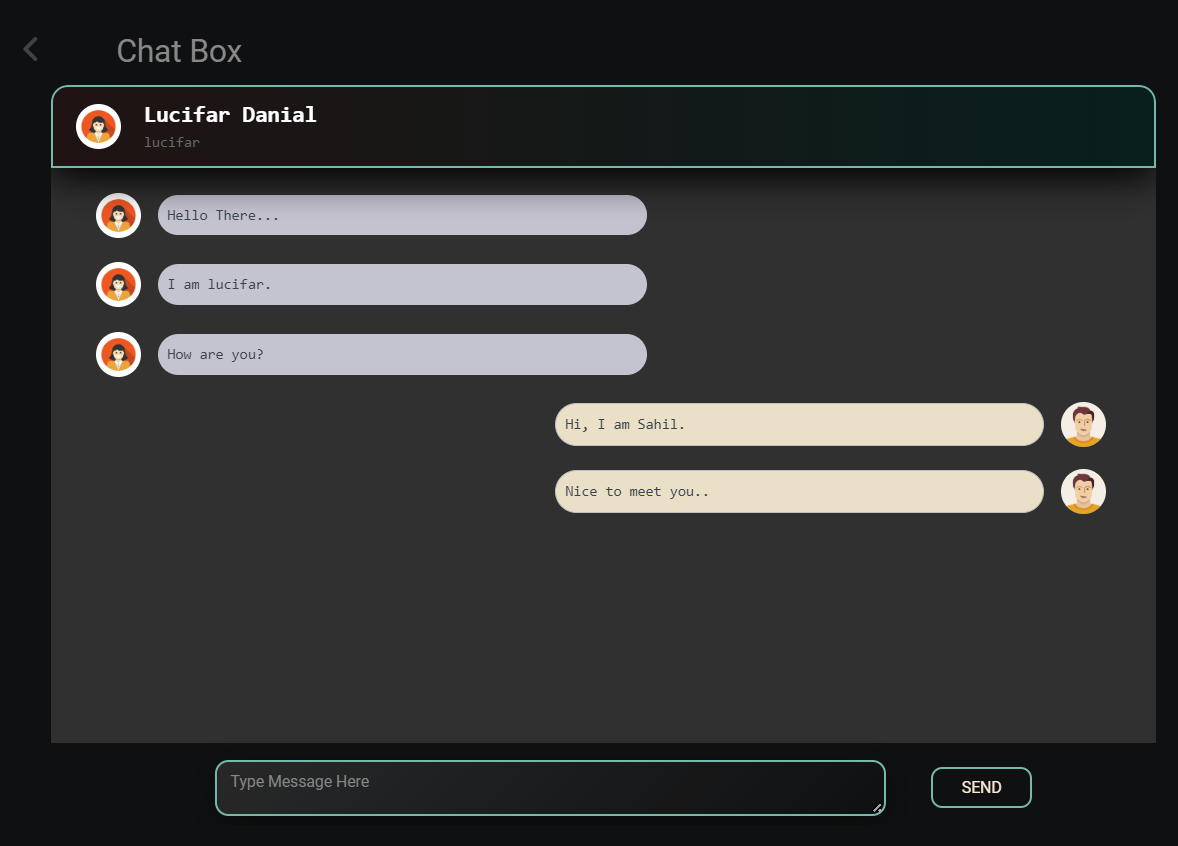 Chat Box
Lucifar Danial
lucifar
Hello There...
I am lucifar.
How are you?
Hi, I am Sahil.
Nice to meet you..
Type Message Here
SEND